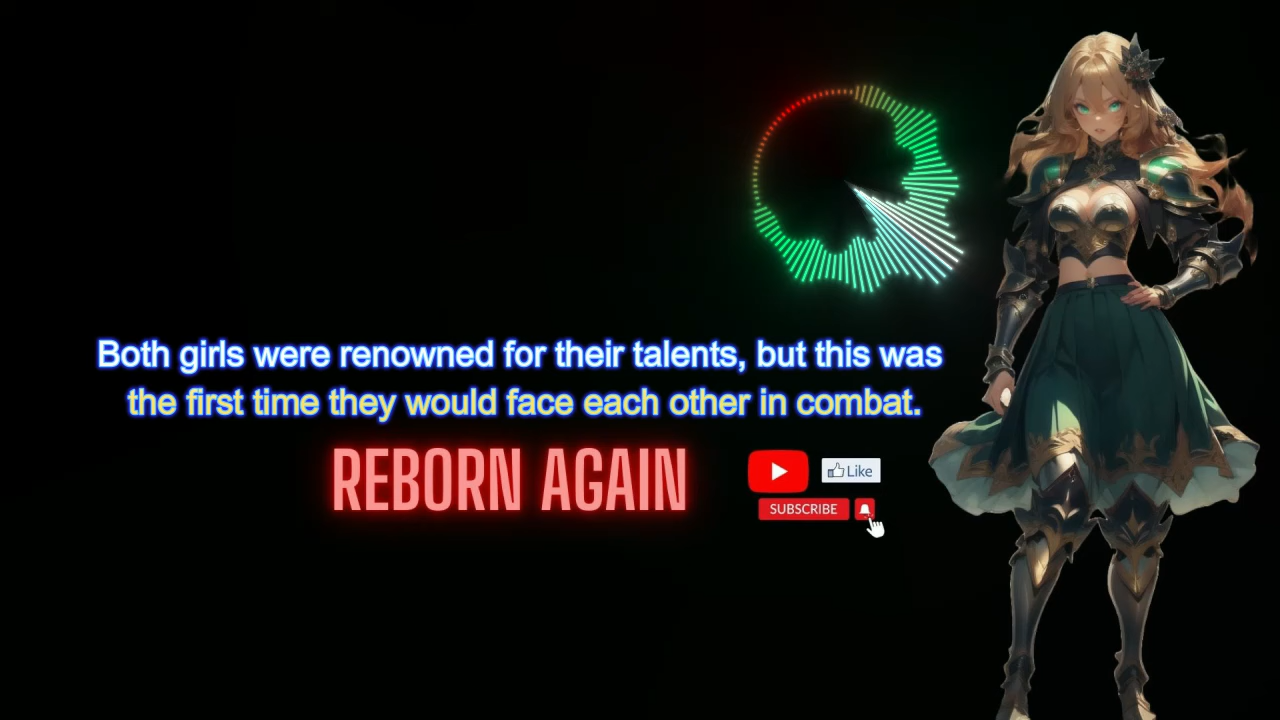 Both girls were renowned for their talents, but this was
the first time they would face each other in combat.
REBORN AGAIN
Like
SUBSCRIBE